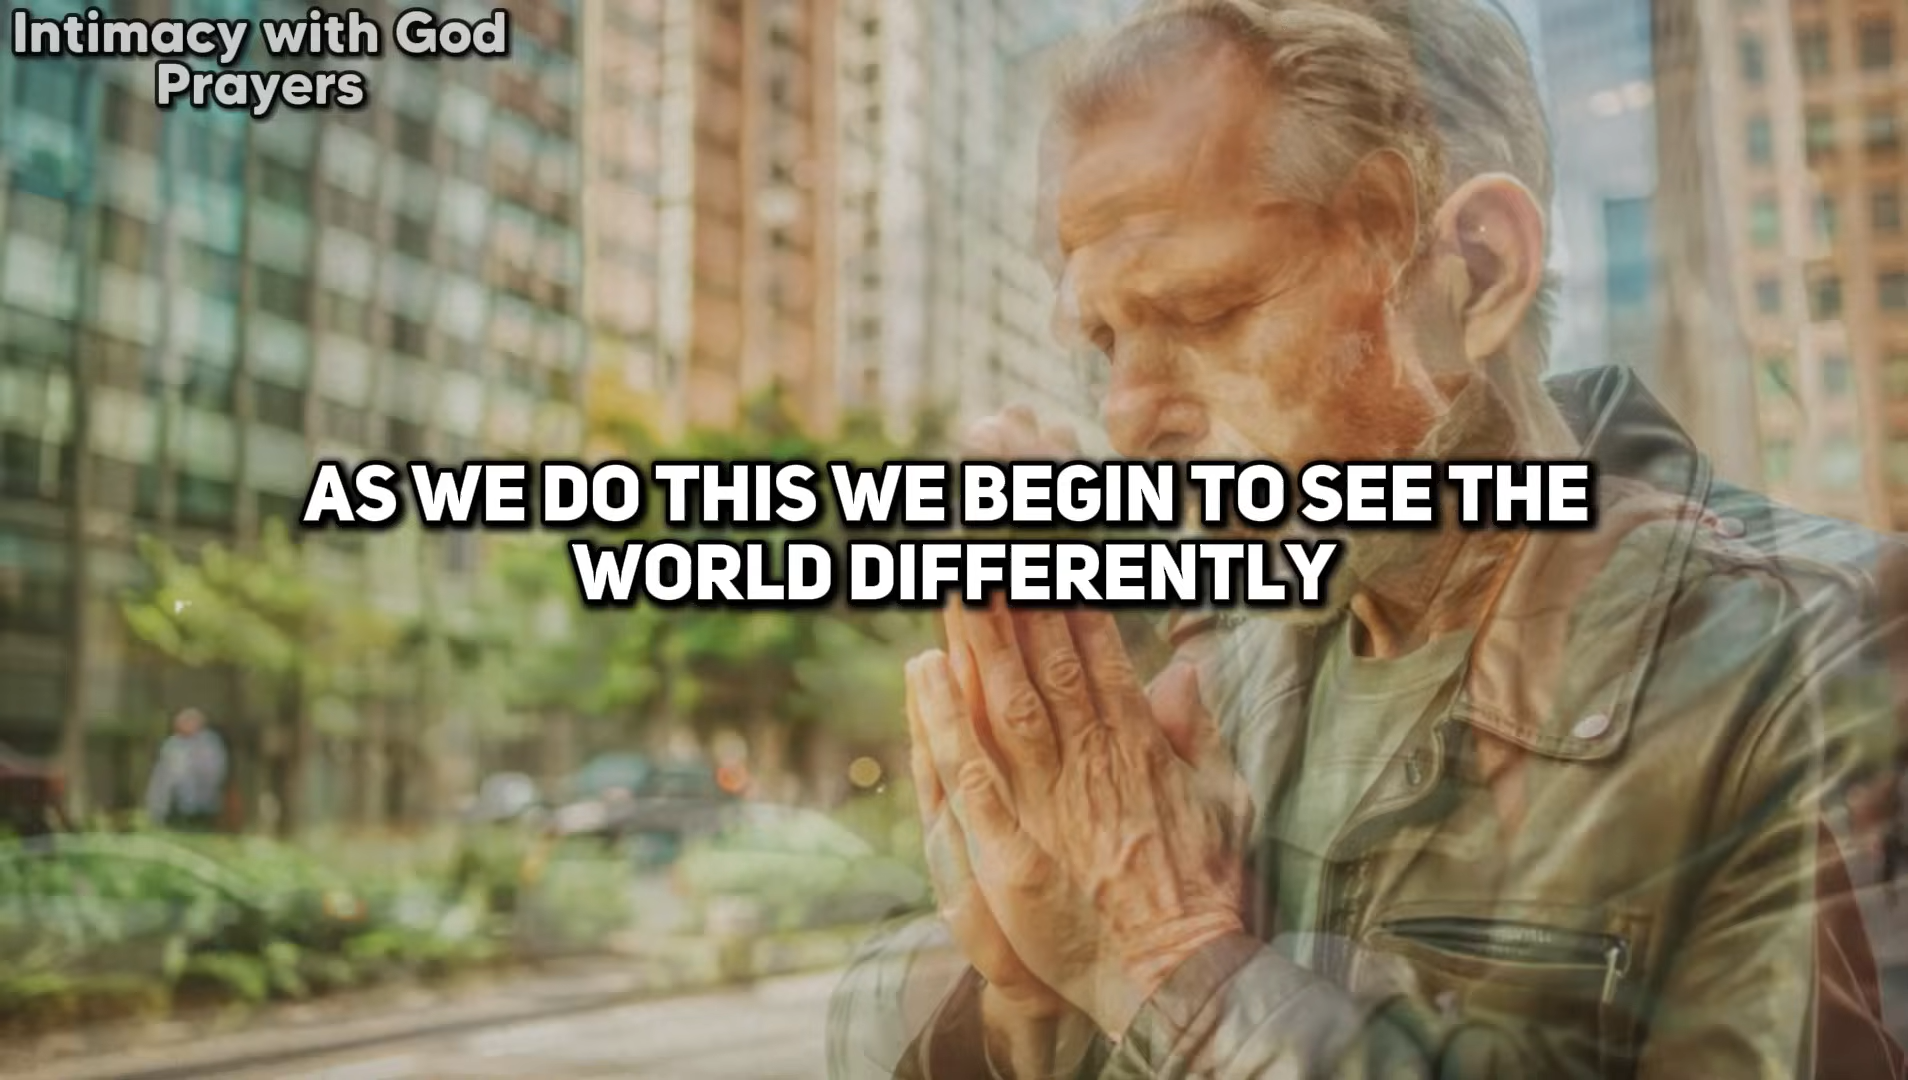 Intimacy with God
Prayers
AS WE DO THIS WE BEGIN TO SEE THE
WORLD DIFFERENTLY